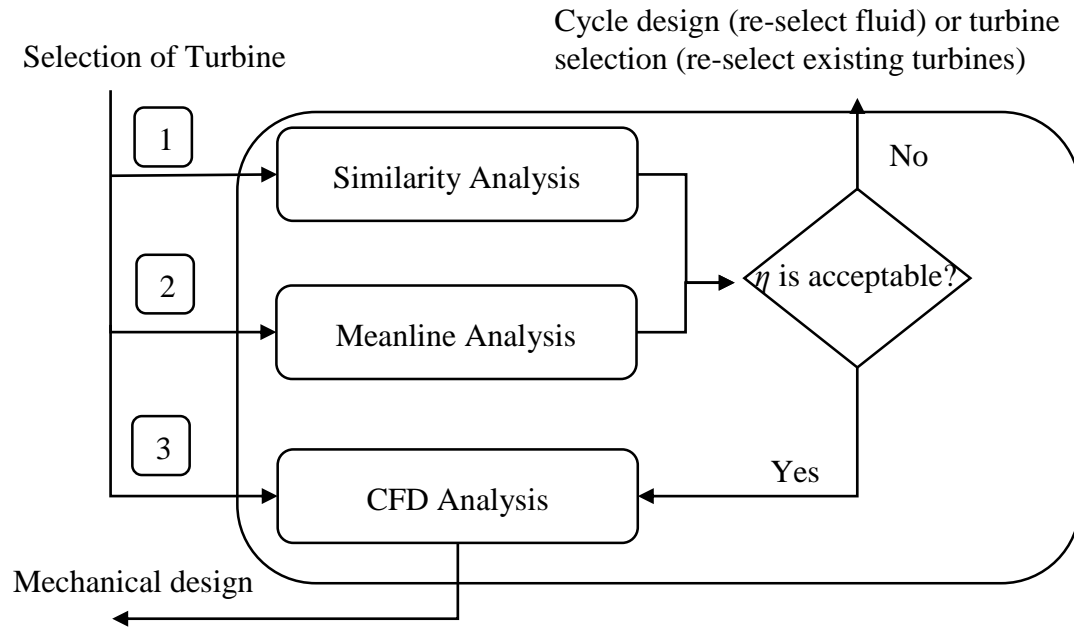 Cycle design (re-select fluid) or turbine
selection (re-select existing turbines)
Selection of Turbine
1
Similarity Analysis
No
2
Meanline Analysis
η is acceptable?
3
CFD Analysis
Yes
Mechanical design